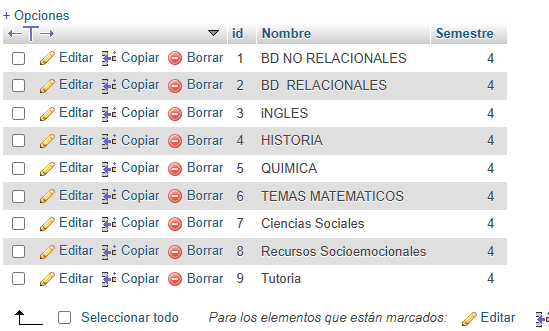 + Opciones
id Nombre Semestre
Editar Copiar Borrar 1 BD NO RELACIONALES 4
Editar Copiar Borrar 2 BD RELACIONALES 4
Editar Copiar Borrar 3 iNGLES 4
Editar Copiar Borrar 4 HISTORIA 4
Editar Copiar Borrar 5 QUIMICA 4
Editar Copiar Borrar 6 TEMAS MATEMATICOS 4
Editar Copiar Borrar 7 Ciencias Sociales 4
Editar Copiar Borrar 8 Recursos Socioemocionales 4
Editar Copiar Borrar 9 Tutoria 4
Seleccionar todo Para los elementos que están marcados: Editar